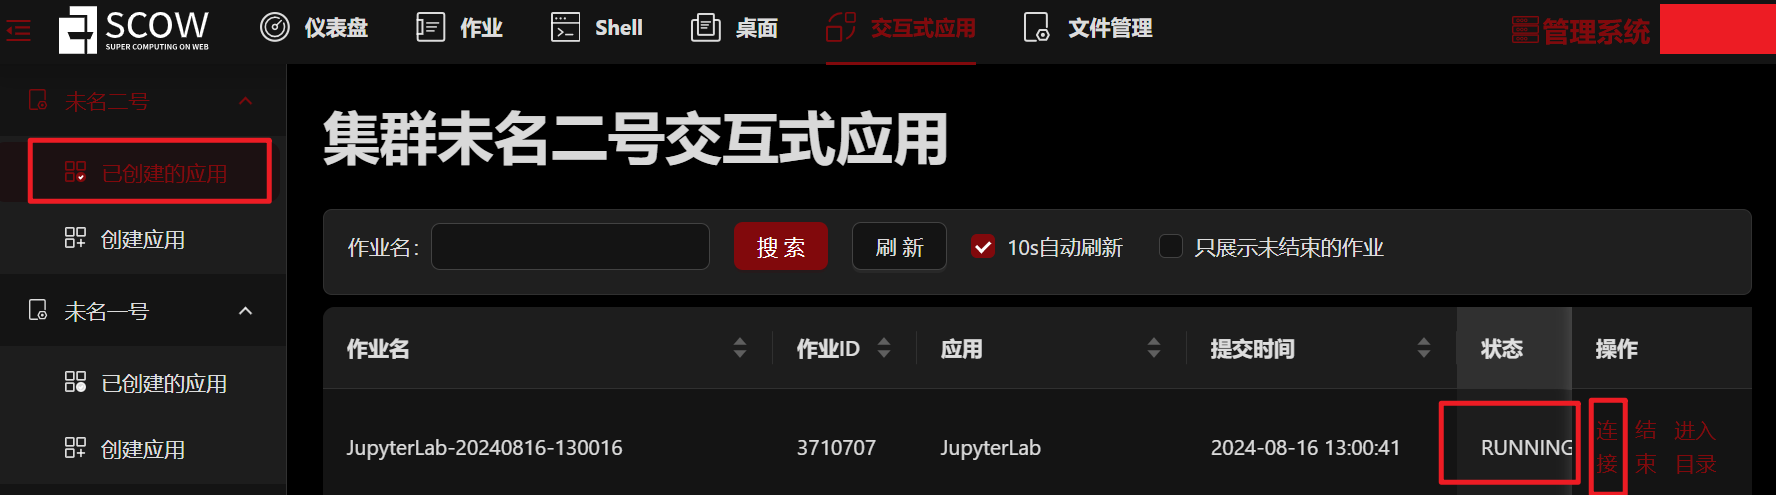 SCOW
SUPER COMPUTING ON WEB
仪表盘
作业
Shell
桌面
交互式应用
文件管理
管理系统
未名二号
已创建的应用
创建应用
未名一号
已创建的应用
创建应用
集群未名二号交互式应用
作业名:
搜 索
刷 新
10s自动刷新
只展示未结束的作业
作业名 作业ID 应用 提交时间 状态 操作
JupyterLab-20240816-130016 3710707 JupyterLab 2024-08-16 13:00:41 RUNNING
连接
结束
进入目录